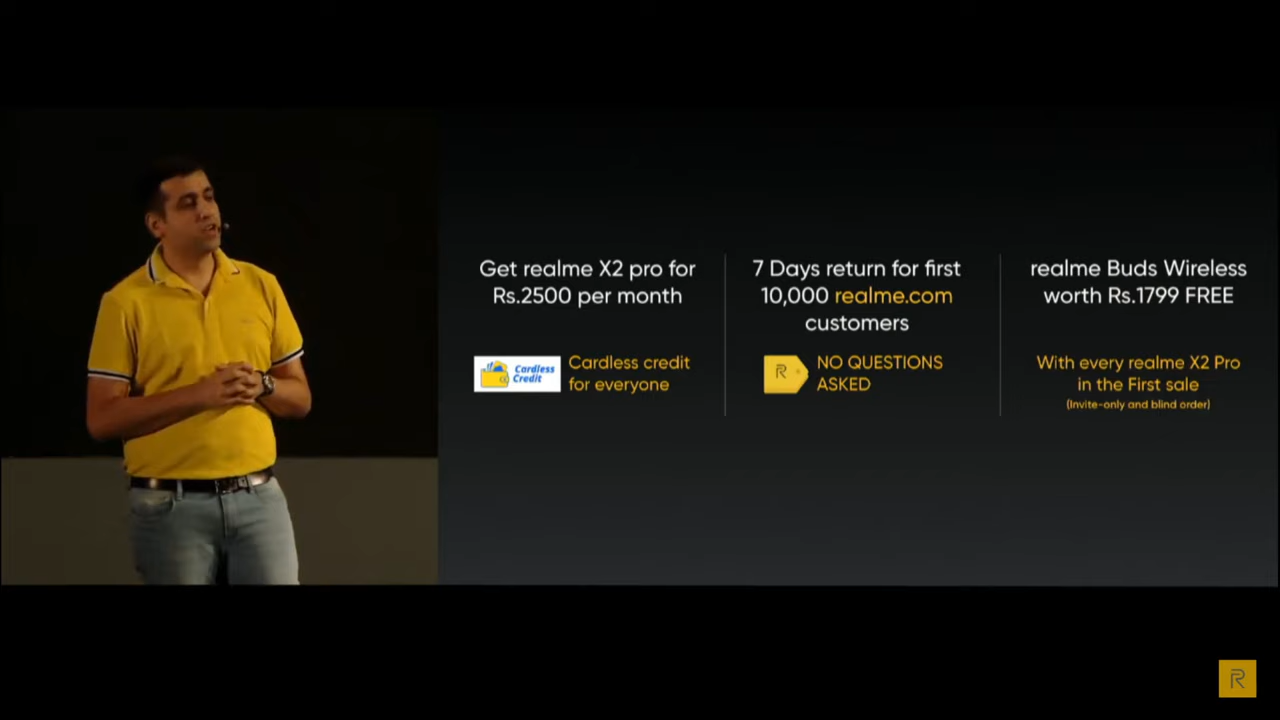 Get realme X2 pro for
Rs.2500 per month
Cardless
Credit
Cardless credit
for everyone
7 Days return for first
10,000 realme.com
customers
R
NO QUESTIONS
ASKED
realme Buds Wireless
worth Rs.1799 FREE
With every realme X2 Pro
in the First sale
(Invite-only and blind order)
R